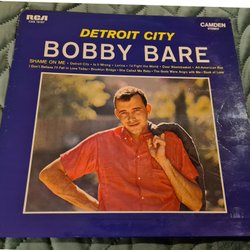 RCA
CAMDEN
STEREO
DETROIT CITY
BOBBY BARE
SHAME ON ME • Detroit City • Is It Wrong • Lorena • I'd Fight the World • Dear Wastebasket • All-American Boy
I Don't Believe I'll Fall in Love Today • Brooklyn Bridge • She Called Me Baby • The Gods Were Angry with Me • Book of Love